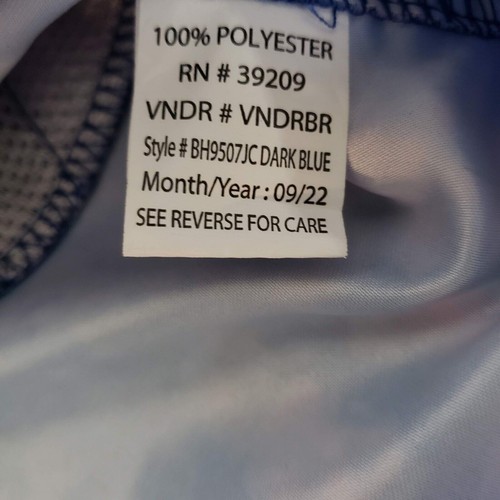 100% POLYESTER
RN # 39209
VNDR # VNDRBR
Style # BH9507JC DARK BLUE
Month/Year : 09/22
SEE REVERSE FOR CARE